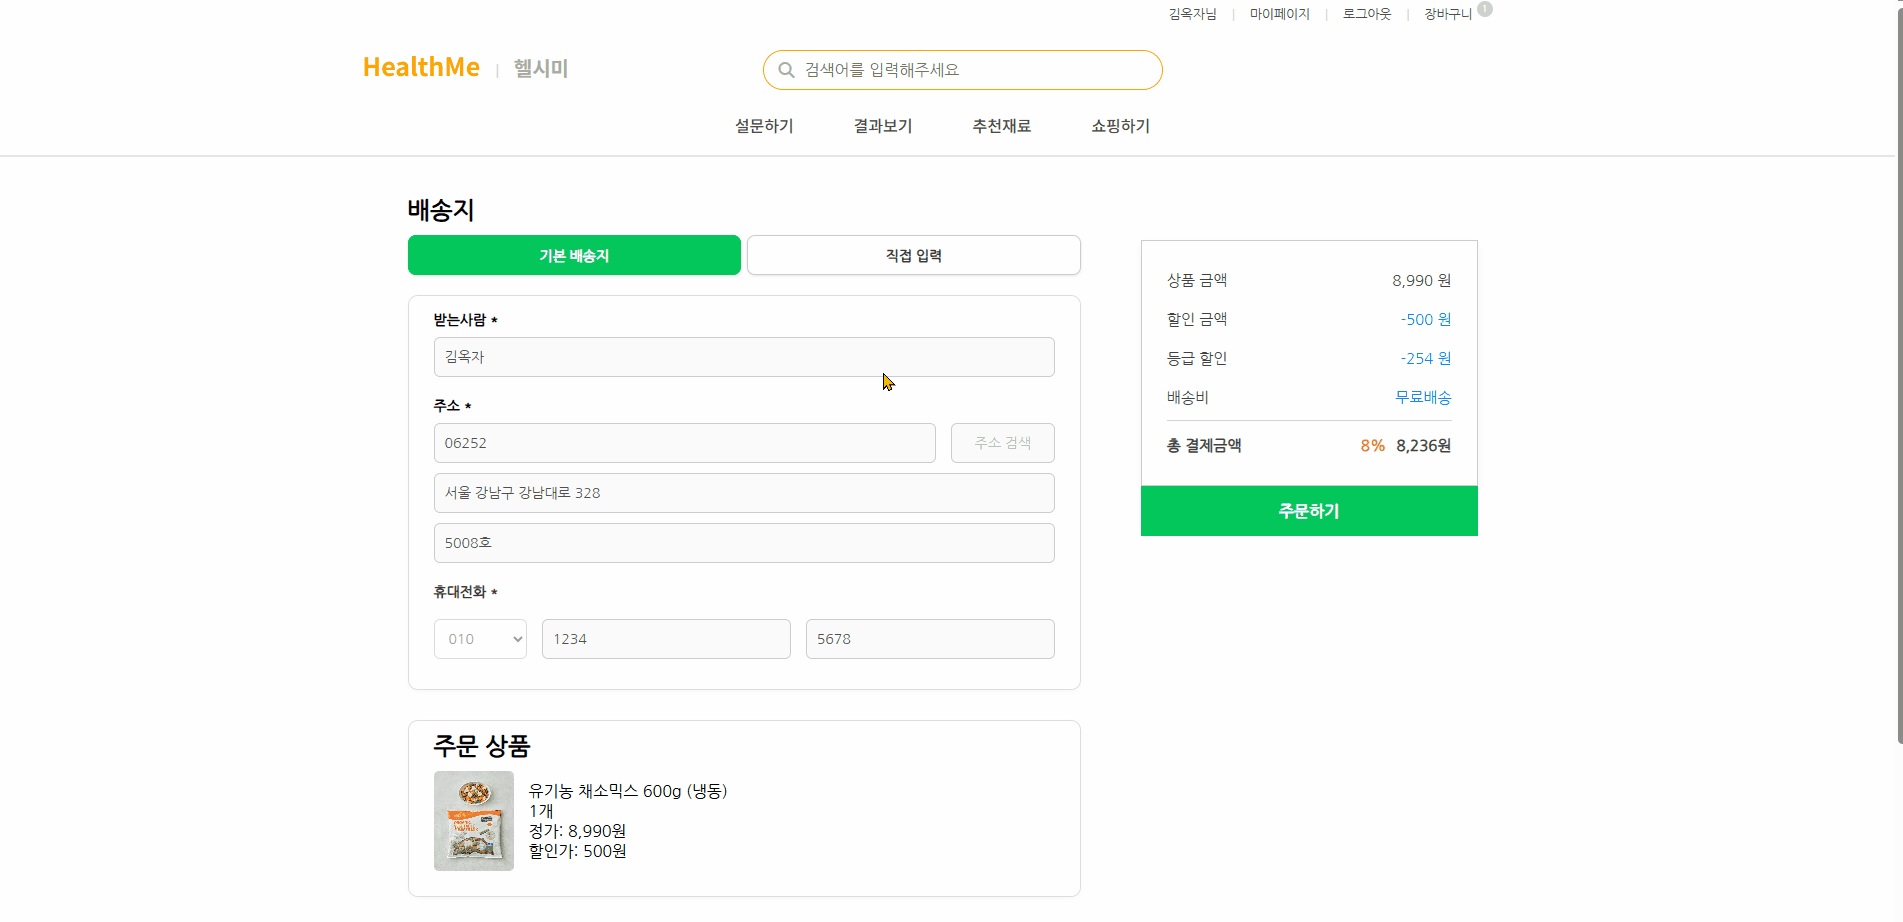 김옥자님 | 마이페이지 | 로그아웃 | 장바구니 1
HealthMe | 헬시미
검색어를 입력해주세요
설문하기 결과보기 추천재료 쇼핑하기
배송지
기본 배송지 직접 입력
받는사람 *
김옥자
주소 *
06252 주소 검색
서울 강남구 강남대로 328
5008호
휴대전화 *
010 1234 5678
상품 금액 8,990 원
할인 금액 -500 원
등급 할인 -254 원
배송비 무료배송
총 결제금액 8% 8,236원
주문하기
주문 상품
유기농 채소믹스 600g (냉동)
1개
정가: 8,990원
할인가: 500원